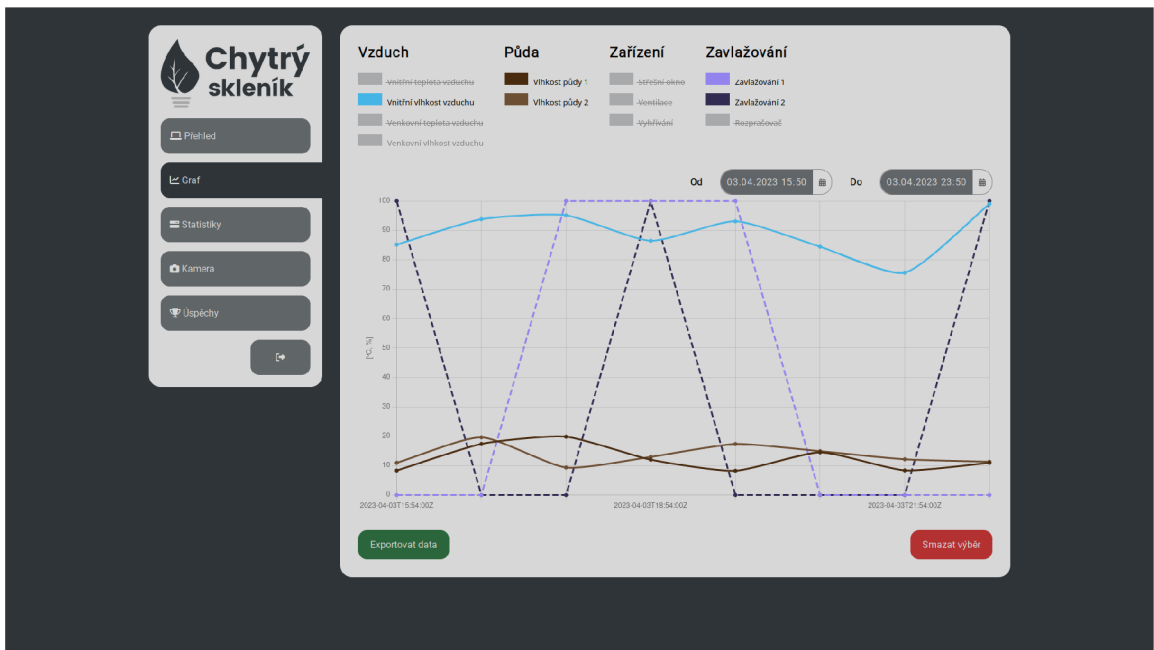 Chytrý
skleník
Přehled
Graf
Statistiky
Kamera
Úspěchy
Vzduch
Vnitřní teplota vzduchu
Vnitřní vlhkost vzduchu
Venkovní teplota vzduchu
Venkovní vlhkost vzduchu
Půda
Vlhkost půdy 1
Vlhkost půdy 2
Zařízení
Střešní okno
Ventilace
Vyhřívání
Zavlažování
Zavlažování 1
Zavlažování 2
Rozprašovač
Od 03.04.2023 15:50 Do 03.04.2023 23:50
100
90
80
70
60
50
40
30
20
10
0
[°C, %]
2023-04-03T15:54:00Z 2023-04-03T18:54:00Z 2023-04-03T21:54:00Z
Exportovat data Smazat výběr